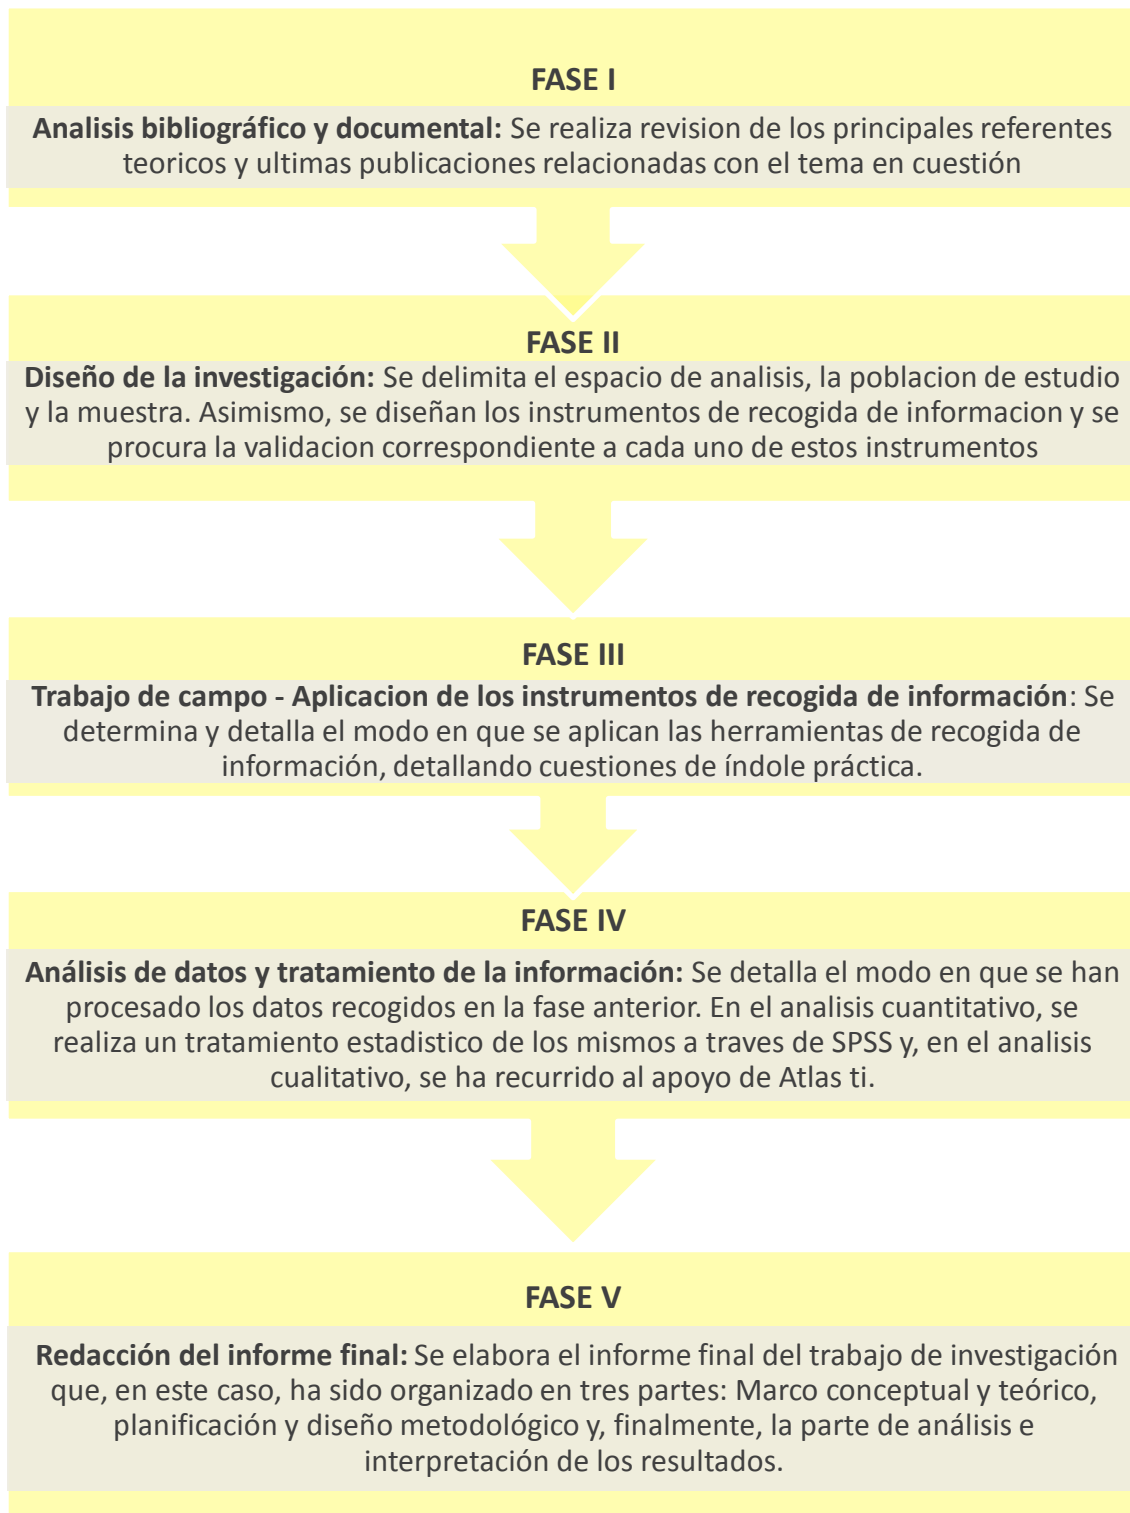 FASE I
Analisis bibliográfico y documental: Se realiza revision de los principales referentes
teoricos y ultimas publicaciones relacionadas con el tema en cuestión
FASE II
Diseño de la investigación: Se delimita el espacio de analisis, la poblacion de estudio
y la muestra. Asimismo, se diseñan los instrumentos de recogida de informacion y se
procura la validacion correspondiente a cada uno de estos instrumentos
FASE III
Trabajo de campo - Aplicacion de los instrumentos de recogida de información: Se
determina y detalla el modo en que se aplican las herramientas de recogida de
información, detallando cuestiones de índole práctica.
FASE IV
Análisis de datos y tratamiento de la información: Se detalla el modo en que se han
procesado los datos recogidos en la fase anterior. En el analisis cuantitativo, se
realiza un tratamiento estadistico de los mismos a traves de SPSS y, en el analisis
cualitativo, se ha recurrido al apoyo de Atlas ti.
FASE V
Redacción del informe final: Se elabora el informe final del trabajo de investigación
que, en este caso, ha sido organizado en tres partes: Marco conceptual y teórico,
planificación y diseño metodológico y, finalmente, la parte de análisis e
interpretación de los resultados.